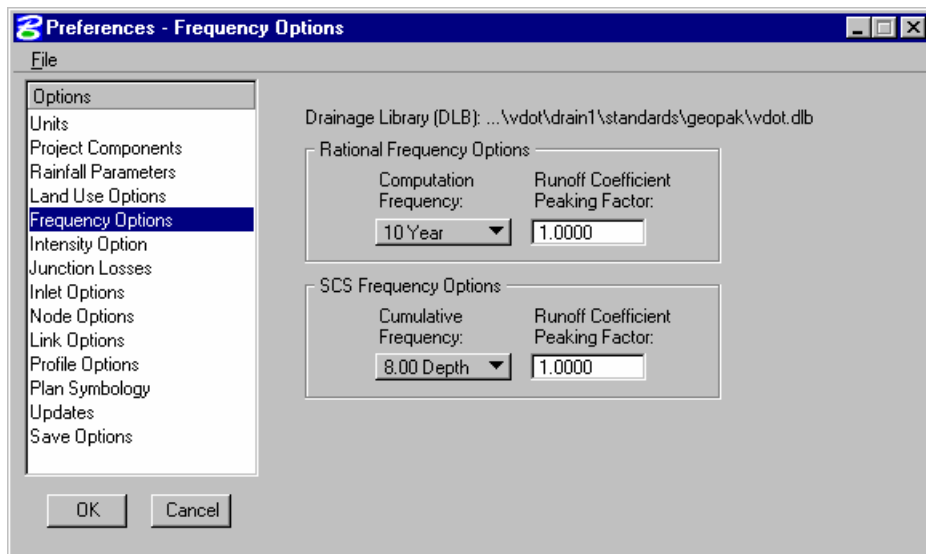 Preferences - Frequency Options
File
Options
Units
Project Components
Rainfall Parameters
Land Use Options
Frequency Options
Intensity Option
Junction Losses
Inlet Options
Node Options
Link Options
Profile Options
Plan Symbology
Updates
Save Options
OK Cancel
Drainage Library (DLB): ...\vdot\drain1\standards\geopak\vdot.dlb
Rational Frequency Options
Computation Frequency:
Runoff Coefficient Peaking Factor:
10 Year 1.0000
SCS Frequency Options
Cumulative Frequency:
Runoff Coefficient Peaking Factor:
8.00 Depth 1.0000